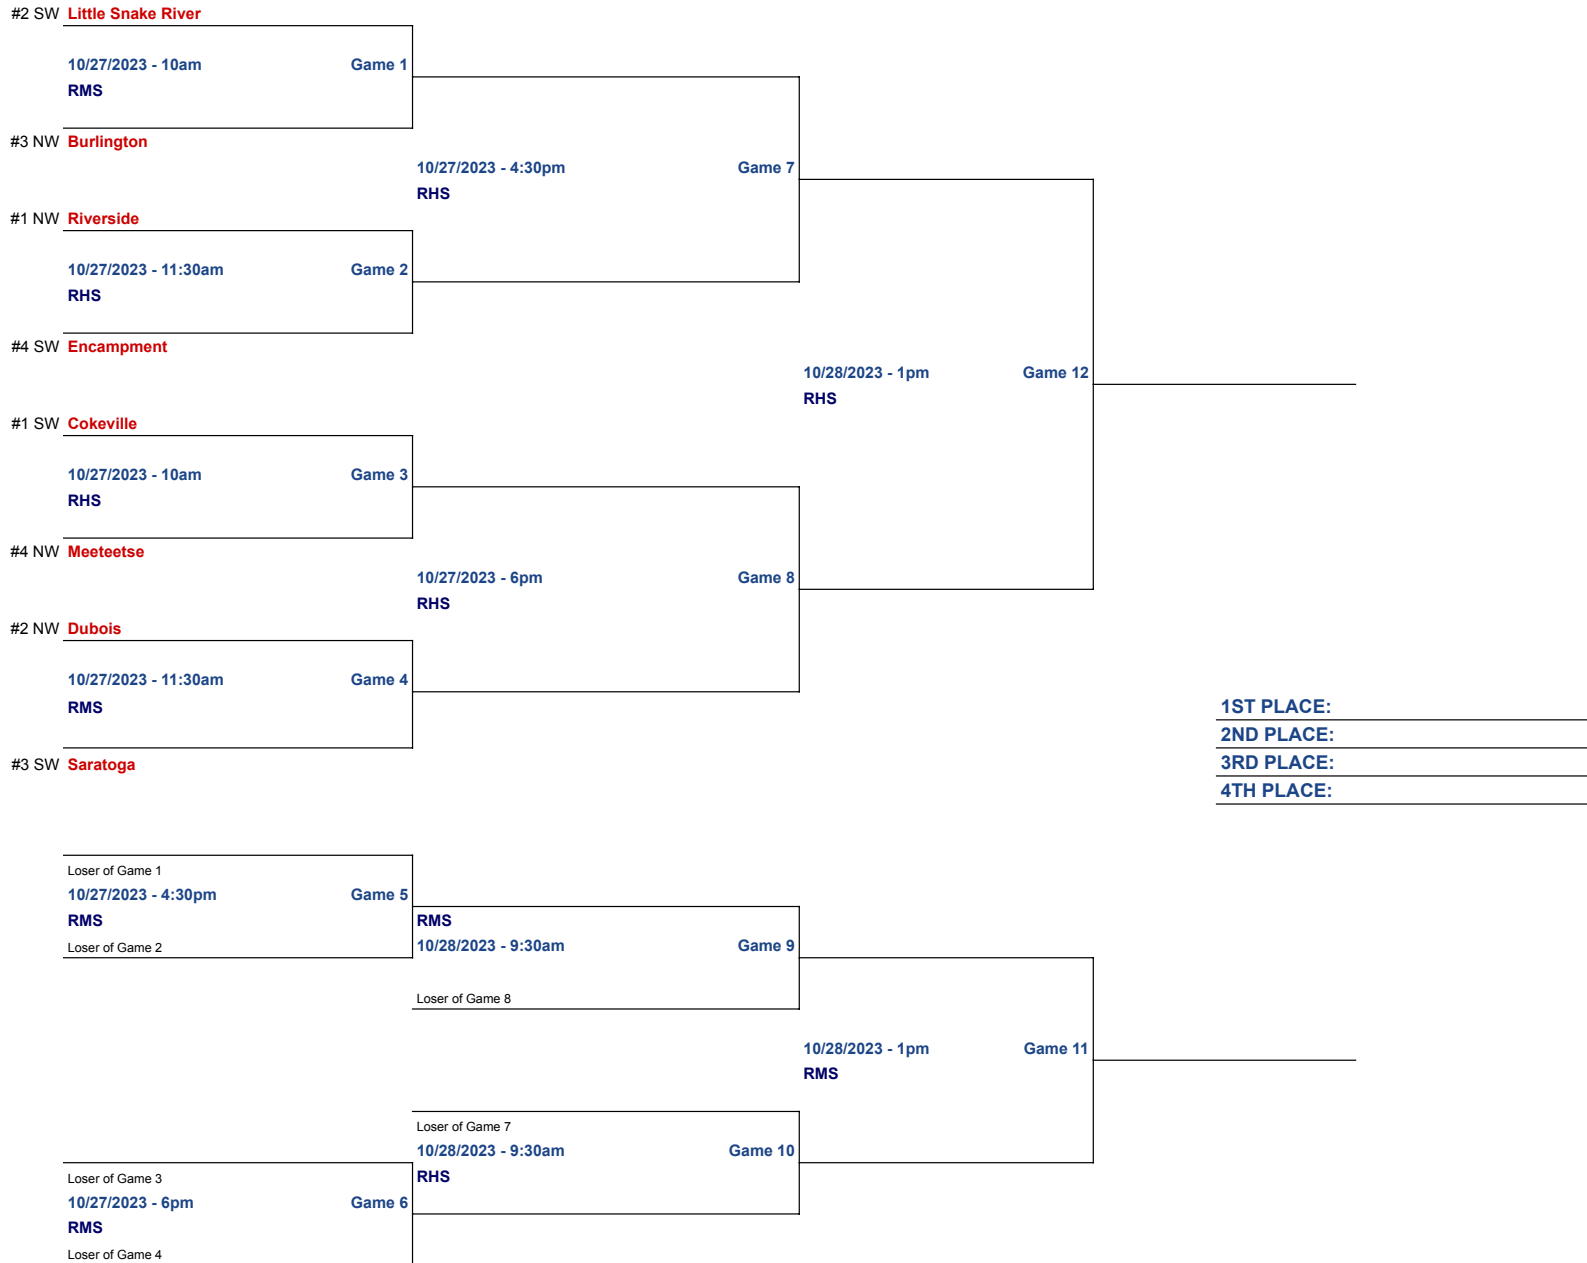 #2 SW Little Snake River
10/27/2023 - 10am Game 1
RMS
#3 NW Burlington
10/27/2023 - 4:30pm Game 7
RHS
#1 NW Riverside
10/27/2023 - 11:30am Game 2
RHS
#4 SW Encampment
10/28/2023 - 1pm Game 12
RHS
#1 SW Cokeville
10/27/2023 - 10am Game 3
RHS
#4 NW Meeteetse
10/27/2023 - 6pm Game 8
RHS
#2 NW Dubois
10/27/2023 - 11:30am Game 4
RMS
#3 SW Saratoga
1ST PLACE:
2ND PLACE:
3RD PLACE:
4TH PLACE:
Loser of Game 1
10/27/2023 - 4:30pm Game 5
RMS
Loser of Game 2
RMS
10/28/2023 - 9:30am Game 9
Loser of Game 8
10/28/2023 - 1pm Game 11
RMS
Loser of Game 7
10/28/2023 - 9:30am Game 10
RHS
Loser of Game 3
10/27/2023 - 6pm Game 6
RMS
Loser of Game 4